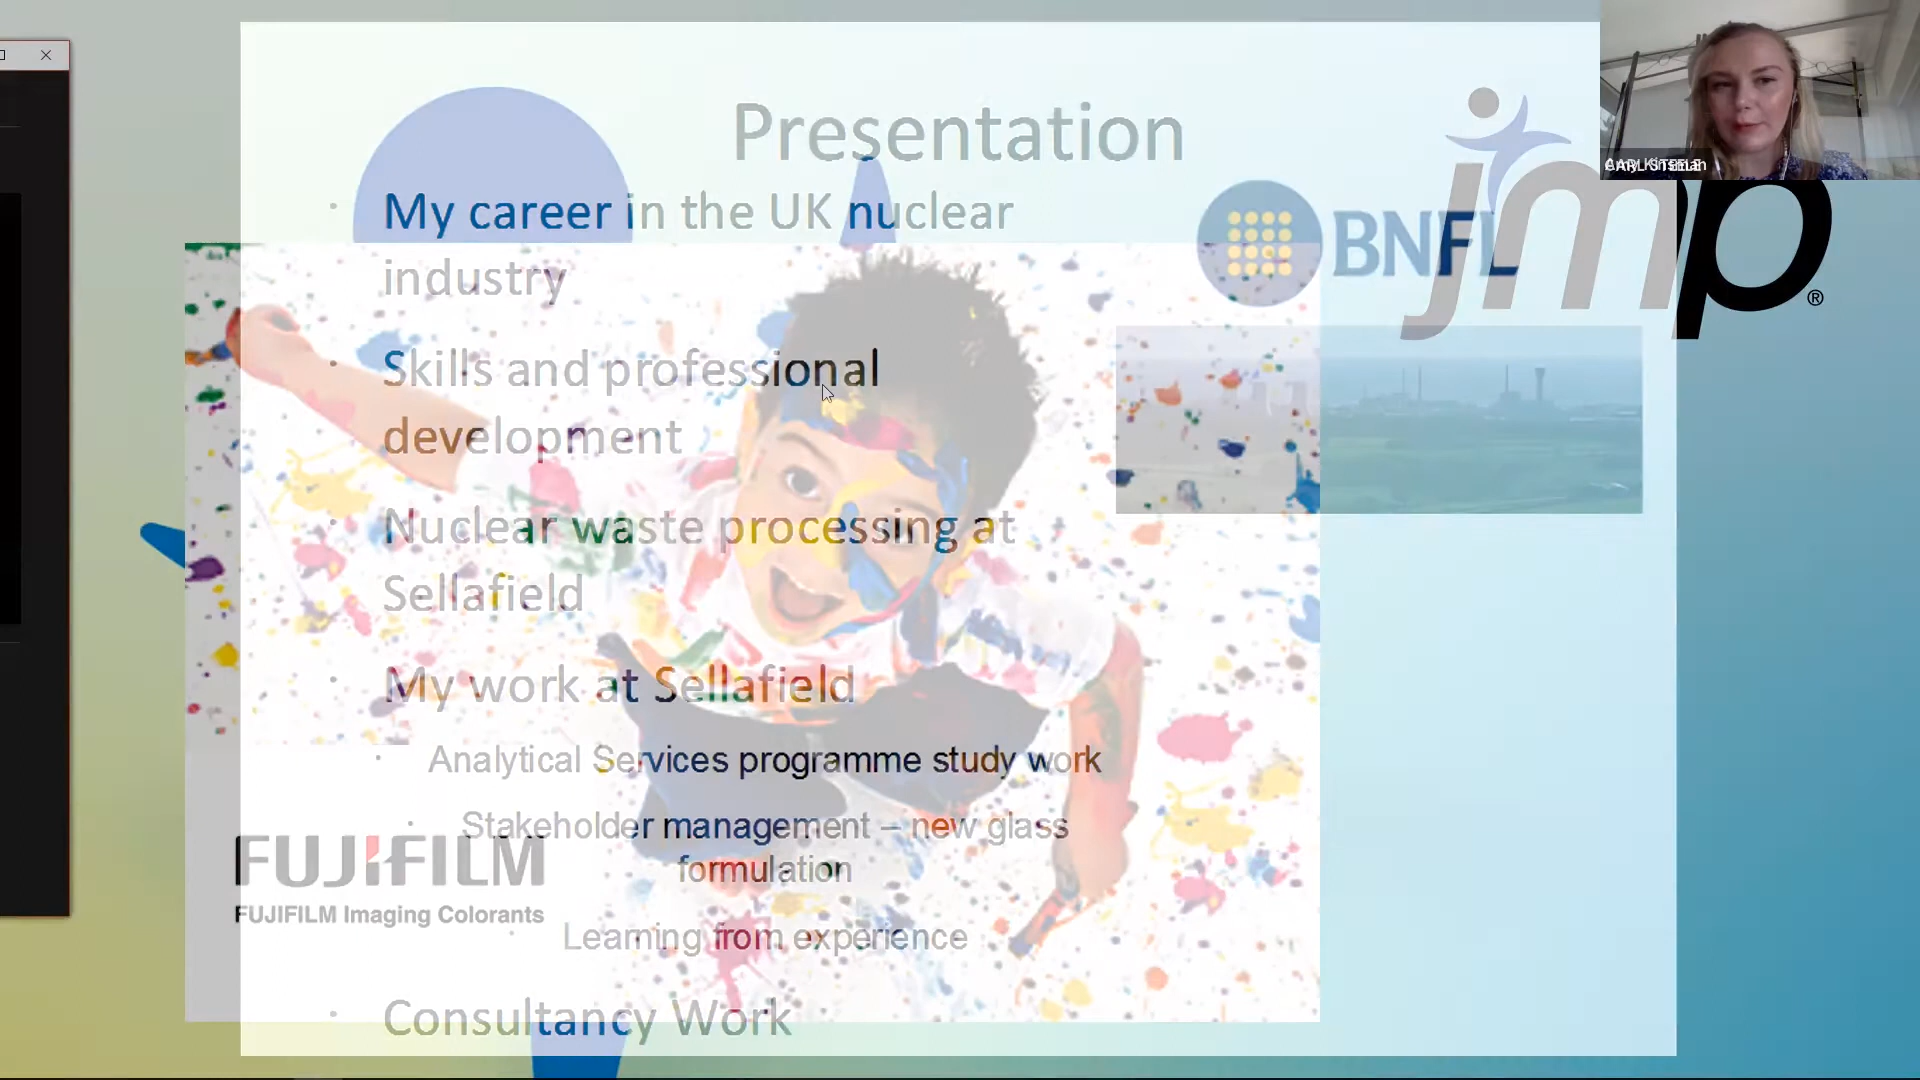 Presentation
My career in the UK nuclear
industry
Skills and professional
development
Nuclear waste processing at
Sellafield
My work at Sellafield
Analytical Services programme study work
Stakeholder management – new glass
formulation
Learning from experience
Consultancy Work
BNFL
jmp®
FUJIFILM
FUJIFILM Imaging Colorants
CARL STEELE